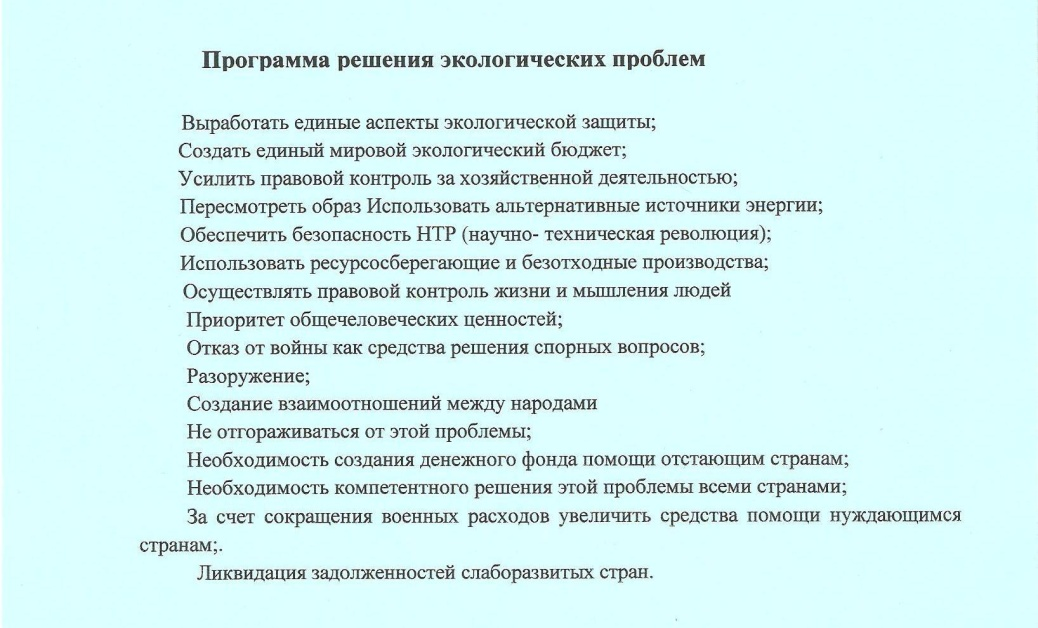 Программа решения экологических проблем
Выработать единые аспекты экологической защиты;
Создать единый мировой экологический бюджет;
Усилить правовой контроль за хозяйственной деятельностью;
Пересмотреть образ Использовать альтернативные источники энергии;
Обеспечить безопасность НТР (научно- техническая революция);
Использовать ресурсосберегающие и безотходные производства;
Осуществлять правовой контроль жизни и мышления людей
Приоритет общечеловеческих ценностей;
Отказ от войны как средства решения спорных вопросов;
Разоружение;
Создание взаимоотношений между народами
Не отгораживаться от этой проблемы;
Необходимость создания денежного фонда помощи отстающим странам;
Необходимость компетентного решения этой проблемы всеми странами;
За счет сокращения военных расходов увеличить средства помощи нуждающимся
странам;.
Ликвидация задолженностей слаборазвитых стран.